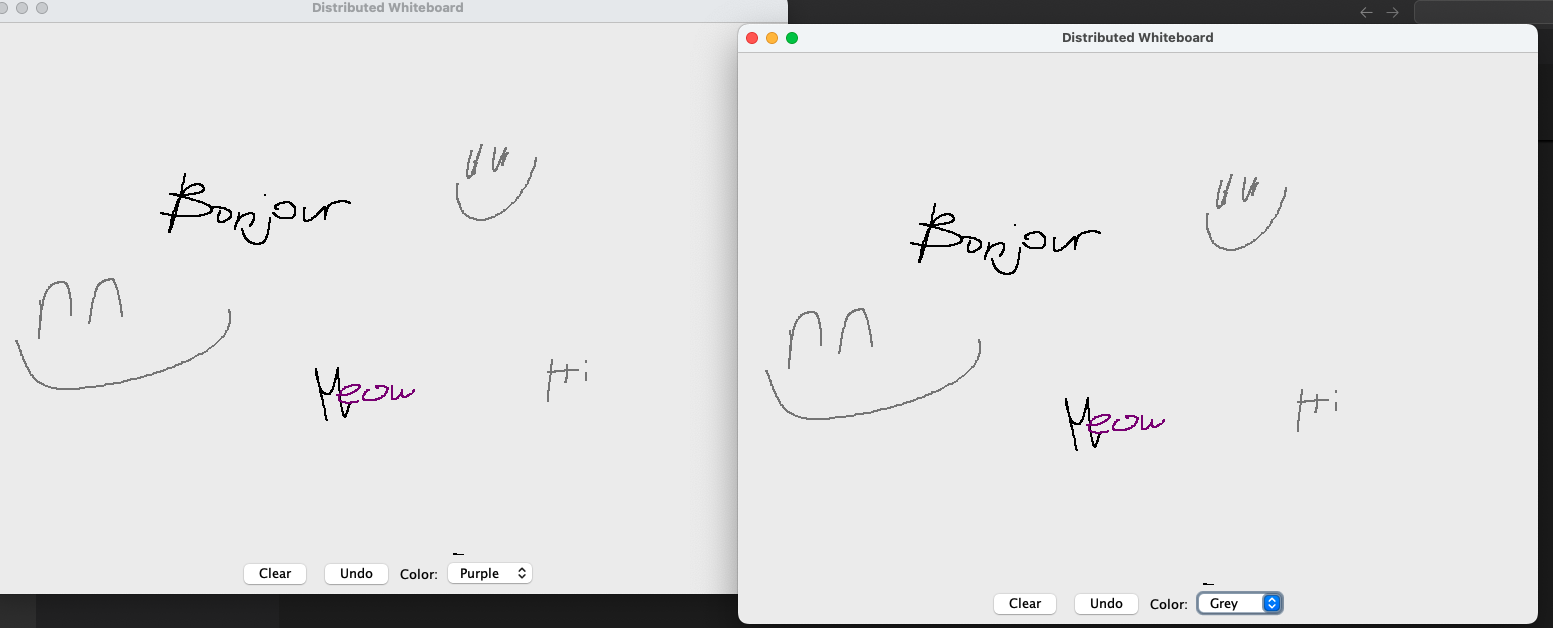 Distributed Whiteboard
Bonjour
Meow
Hi
Clear
Undo
Color:
Purple
Distributed Whiteboard
Bonjour
Meow
Hi
Clear
Undo
Color:
Grey